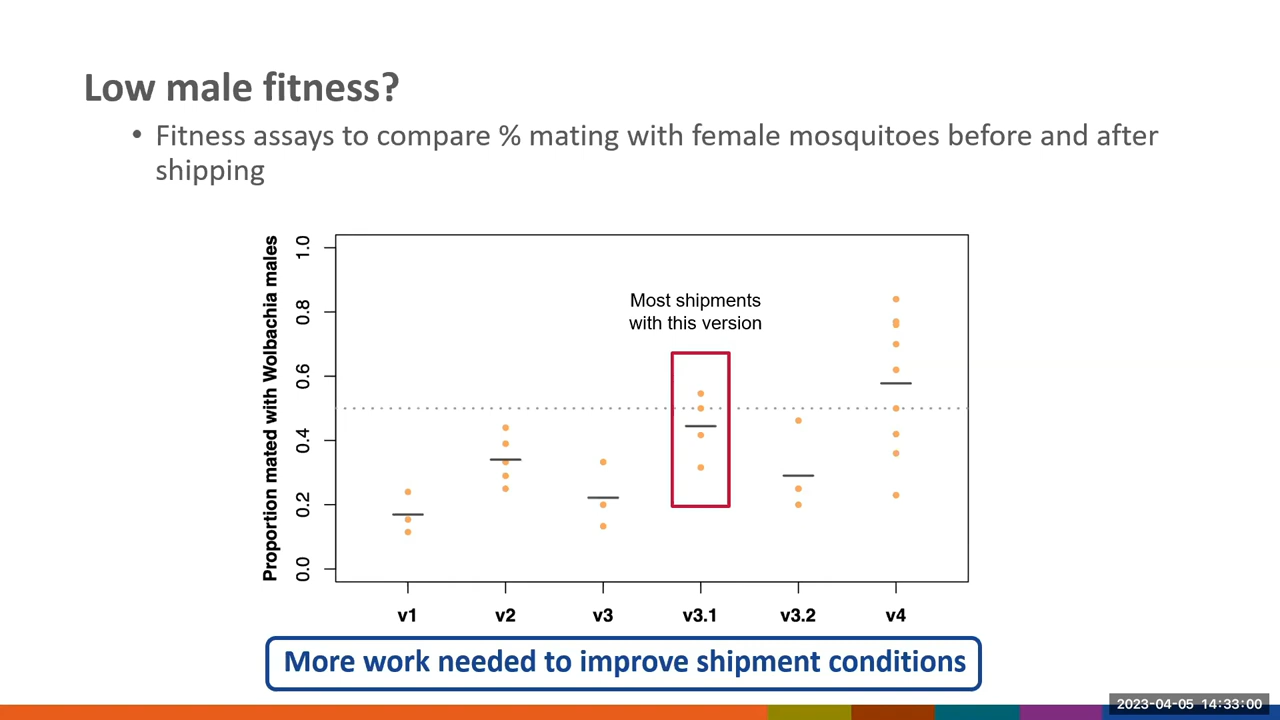 Low male fitness?
• Fitness assays to compare % mating with female mosquitoes before and after
shipping
Proportion mated with Wolbachia males
1.0
0.8
0.6
0.4
0.2
0.0
Most shipments
with this version
v1 v2 v3 v3.1 v3.2 v4
More work needed to improve shipment conditions
2023-04-05 14:33:00